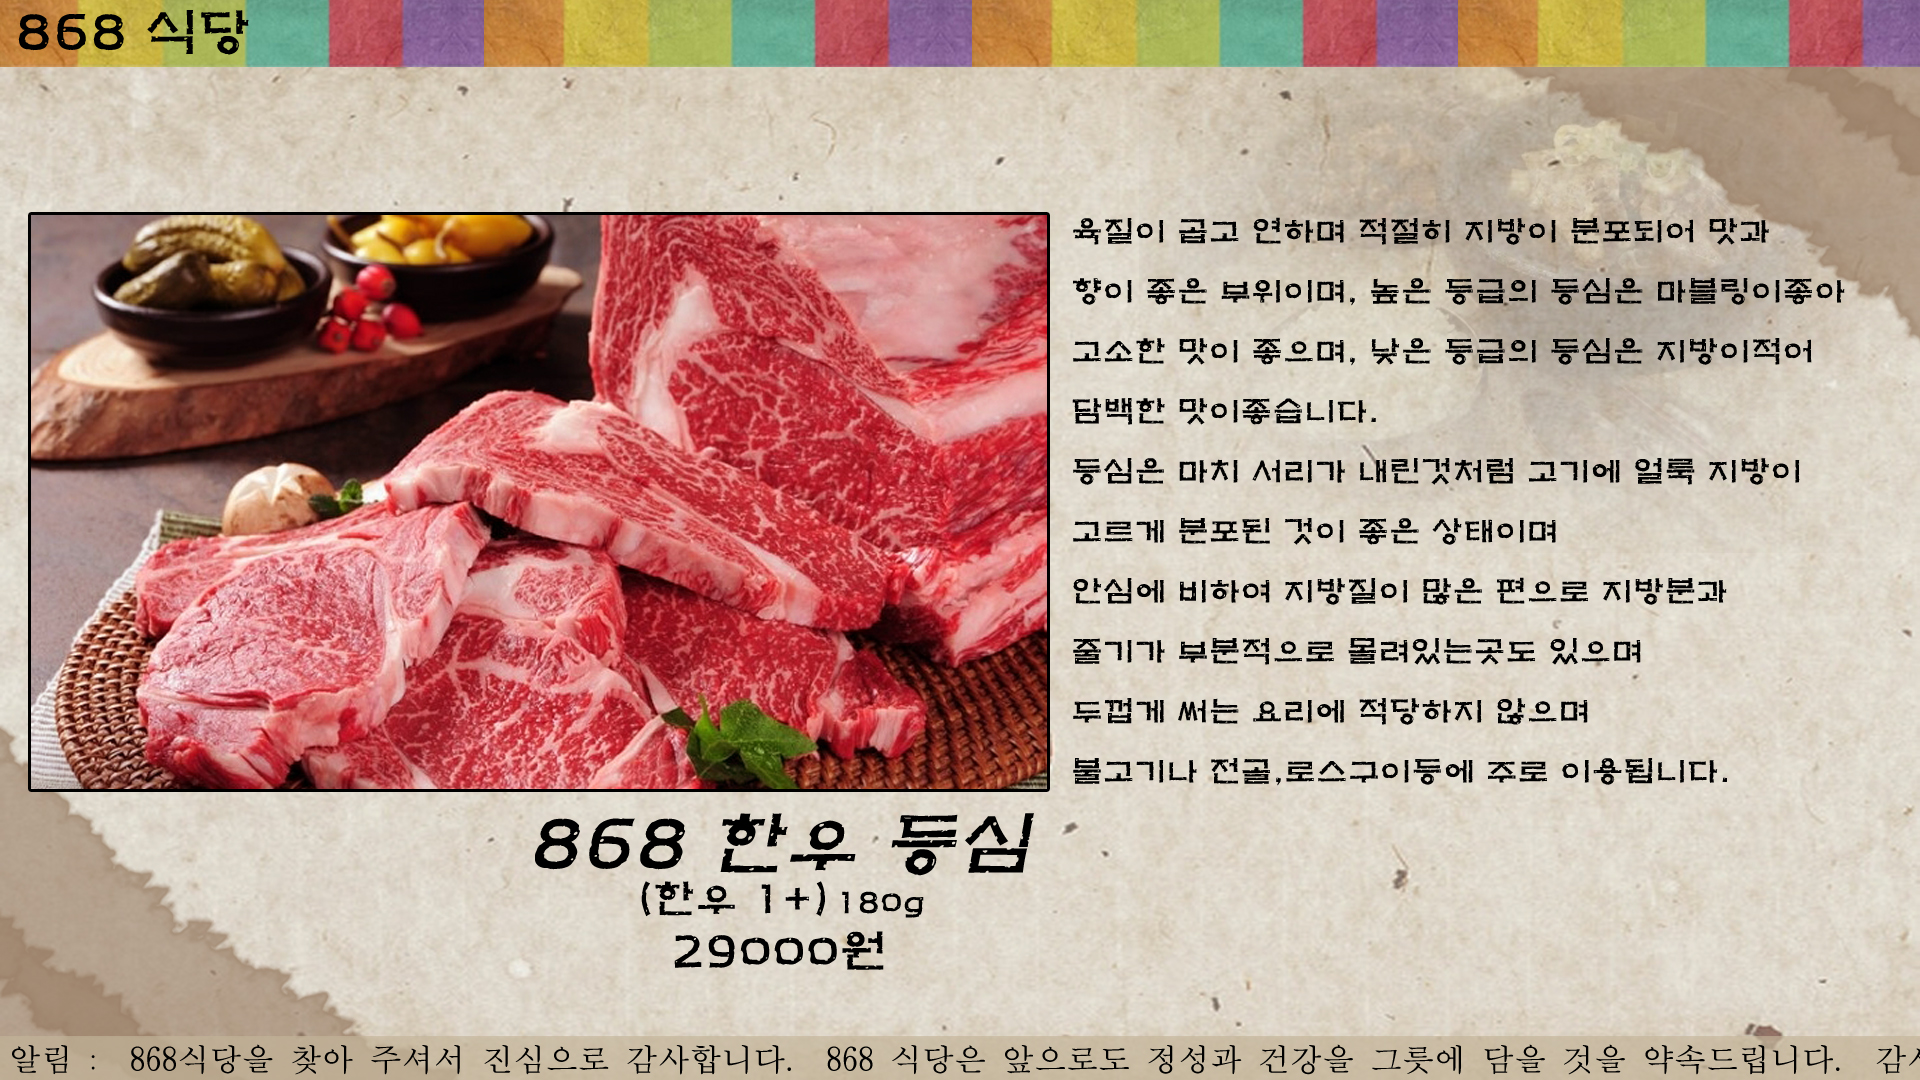 868 식당
육질이 곱고 연하며 적절히 지방이 분포되어 맛과
향이 좋은 부위이며, 높은 등급의 등심은 마블링이좋아
고소한 맛이 좋으며, 낮은 등급의 등심은 지방이적어
담백한 맛이좋습니다.
등심은 마치 서리가 내린것처럼 고기에 얼룩 지방이
고르게 분포된 것이 좋은 상태이며
안심에 비하여 지방질이 많은 편으로 지방분과
줄기가 부분적으로 몰려있는곳도 있으며
두껍게 써는 요리에 적당하지 않으며
불고기나 전골,로스구이등에 주로 이용됩니다.
868 한우 등심
(한우 1+) 180g
29000원
알림 : 868식당을 찾아 주셔서 진심으로 감사합니다. 868 식당은 앞으로도 정성과 건강을 그릇에 담을 것을 약속드립니다.